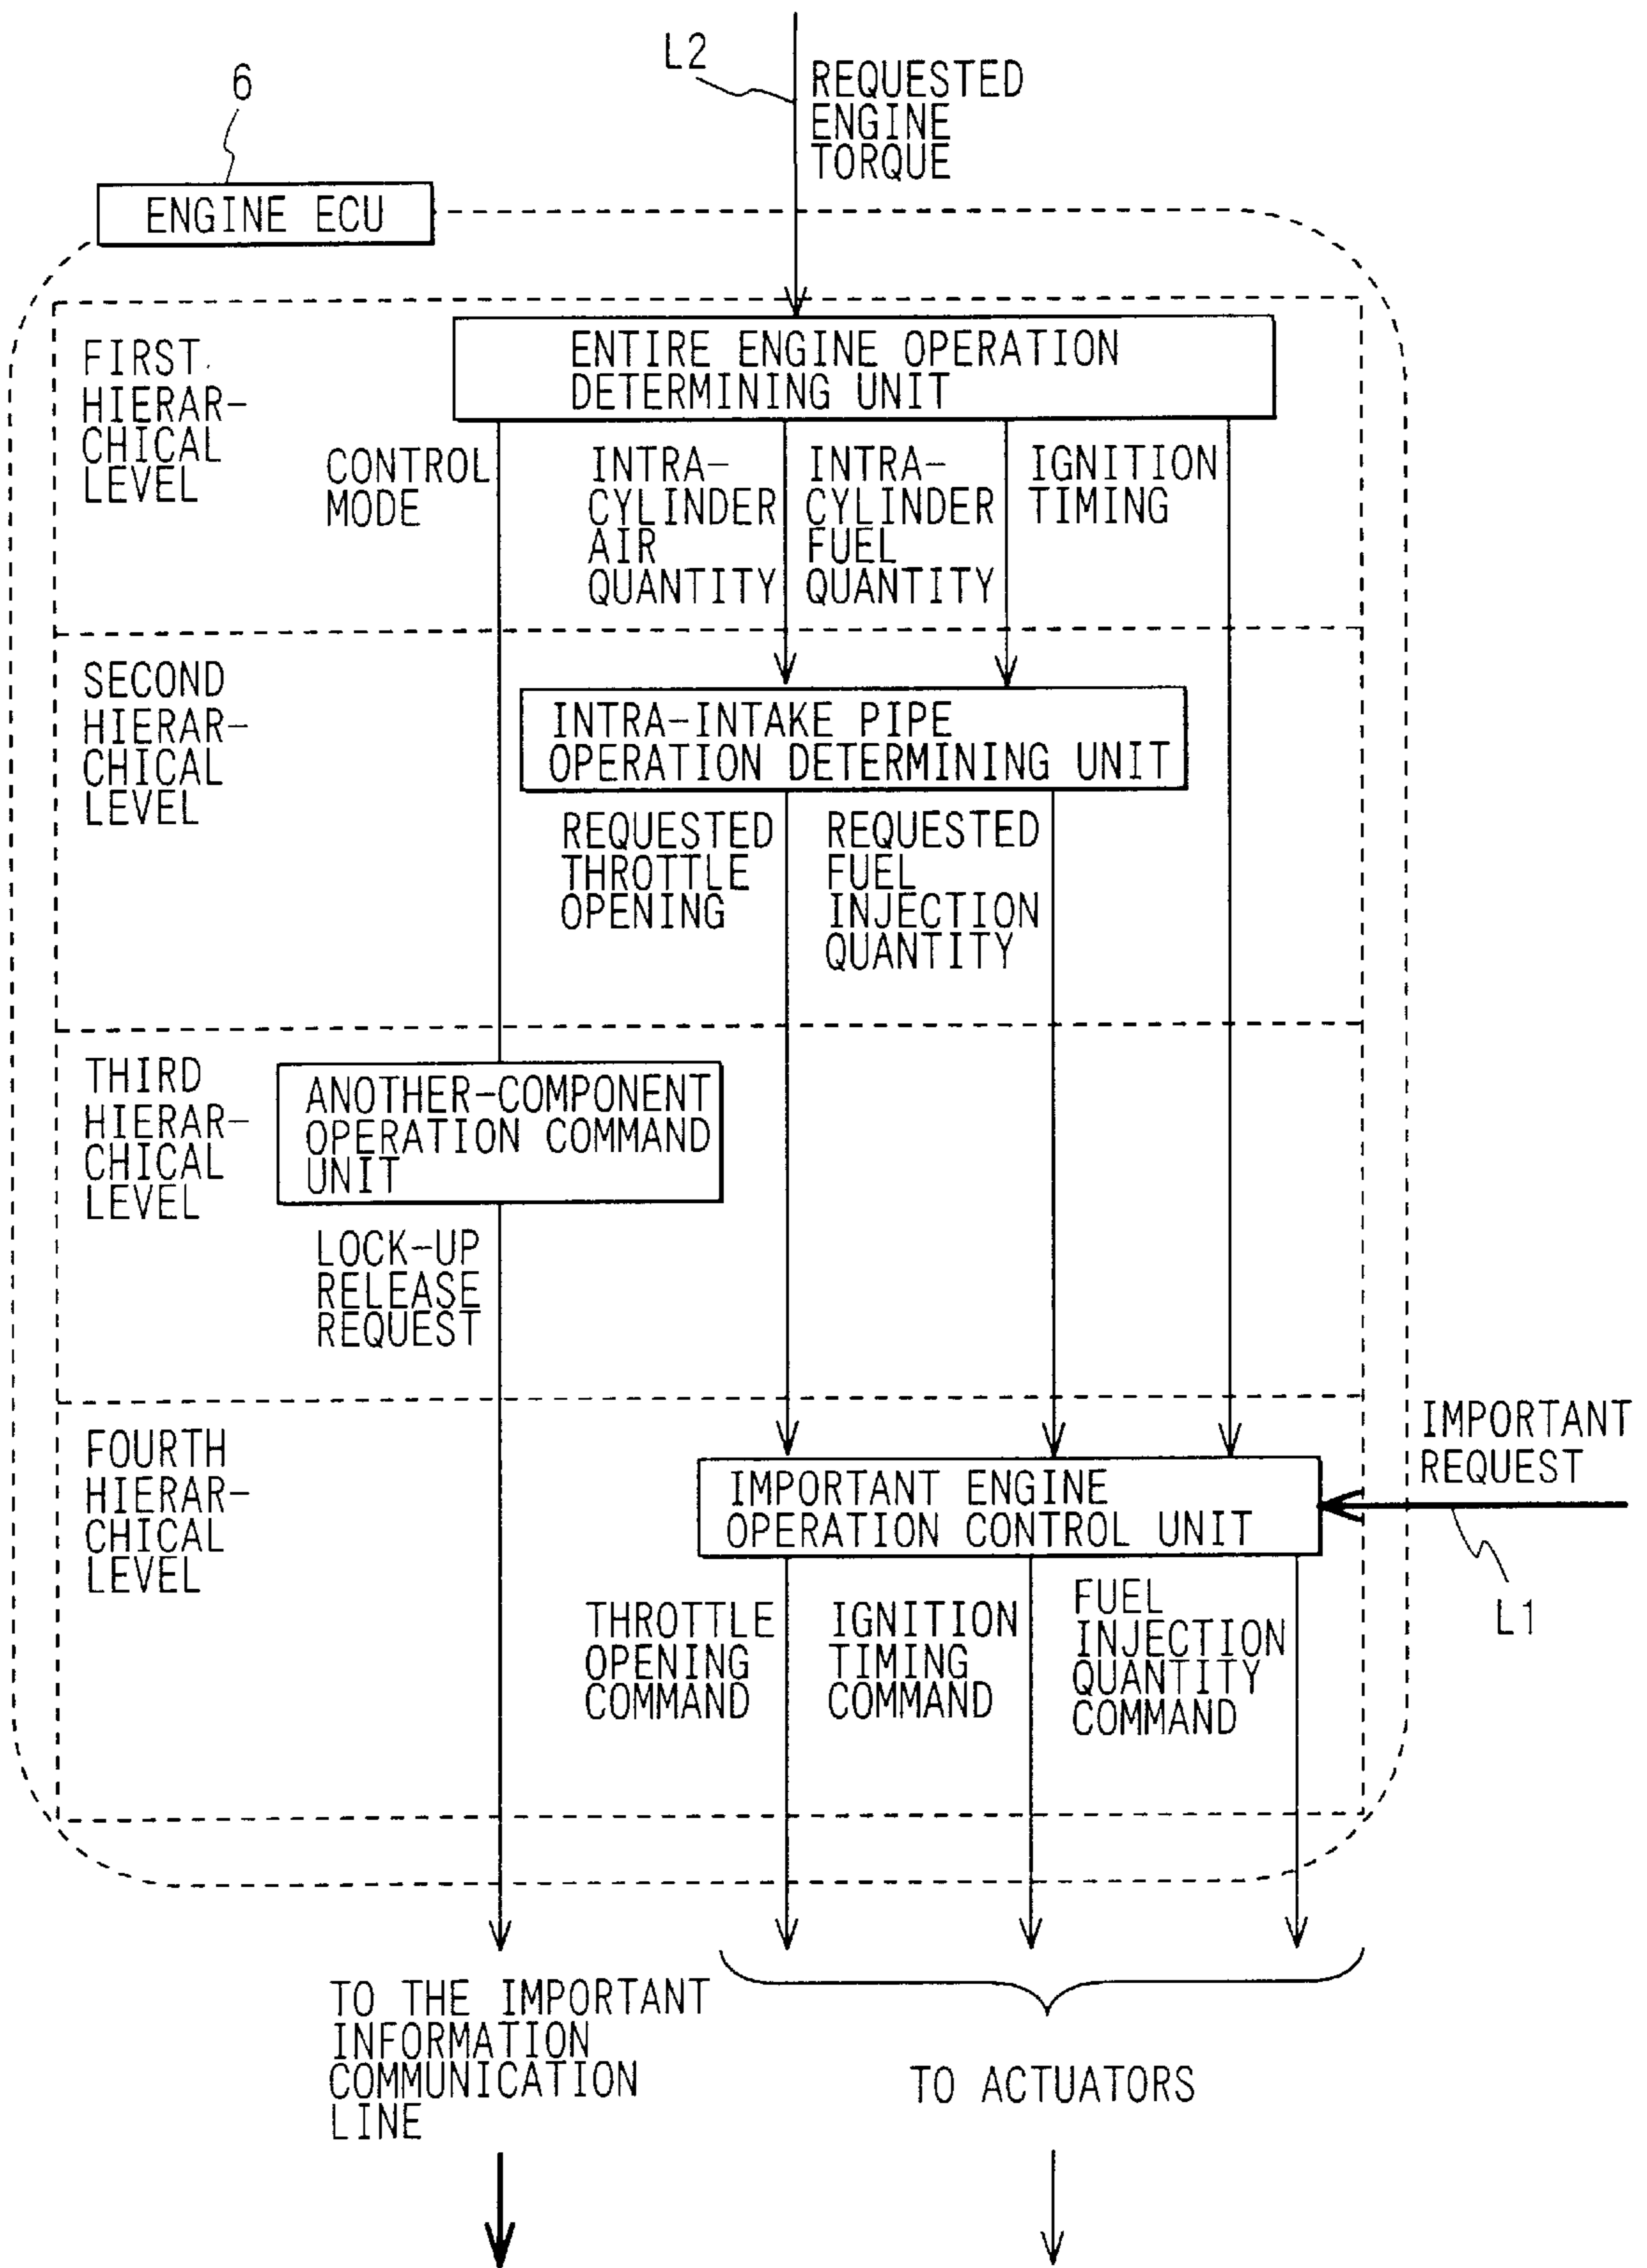 L2
REQUESTED
ENGINE
TORQUE
6
ENGINE ECU
FIRST
HIERAR-
CHICAL
LEVEL
ENTIRE ENGINE OPERATION
DETERMINING UNIT
CONTROL
MODE
INTRA-
CYLINDER
AIR
QUANTITY
INTRA-
CYLINDER
FUEL
QUANTITY
IGNITION
TIMING
SECOND
HIERAR-
CHICAL
LEVEL
INTRA-INTAKE PIPE
OPERATION DETERMINING UNIT
REQUESTED
THROTTLE
OPENING
REQUESTED
FUEL
INJECTION
QUANTITY
THIRD
HIERAR-
CHICAL
LEVEL
ANOTHER-COMPONENT
OPERATION COMMAND
UNIT
LOCK-UP
RELEASE
REQUEST
FOURTH
HIERAR-
CHICAL
LEVEL
IMPORTANT ENGINE
OPERATION CONTROL UNIT
IMPORTANT
REQUEST
L1
THROTTLE
OPENING
COMMAND
IGNITION
TIMING
COMMAND
FUEL
INJECTION
QUANTITY
COMMAND
TO THE IMPORTANT
INFORMATION
COMMUNICATION
LINE
TO ACTUATORS